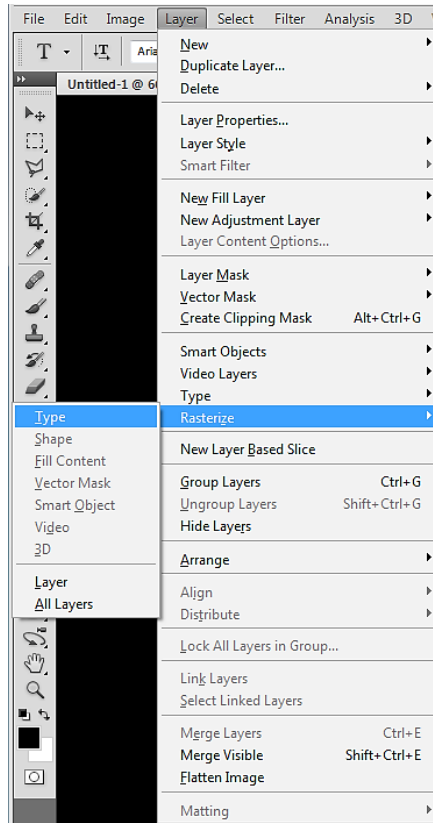 File Edit Image Layer Select Filter Analysis 3D
T T Aria
Untitled-1 @ 6
New
Duplicate Layer...
Delete
Layer Properties...
Layer Style
Smart Filter
New Fill Layer
New Adjustment Layer
Layer Content Options...
Layer Mask
Vector Mask
Create Clipping Mask Alt+Ctrl+G
Smart Objects
Video Layers
Type
Rasterize
Type
Shape
Fill Content
Vector Mask
Smart Object
Video
3D
Layer
All Layers
New Layer Based Slice
Group Layers Ctrl+G
Ungroup Layers Shift+Ctrl+G
Hide Layers
Arrange
Align
Distribute
Lock All Layers in Group...
Link Layers
Select Linked Layers
Merge Layers Ctrl+E
Merge Visible Shift+Ctrl+E
Flatten Image
Matting